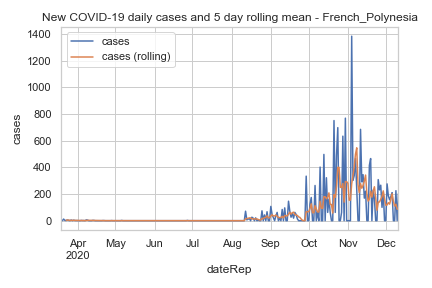 New COVID-19 daily cases and 5 day rolling mean - French_Polynesia
cases
cases (rolling)
1400
1200
1000
800
600
400
200
0
cases
Apr May Jun Jul Aug Sep Oct Nov Dec
2020
dateRep